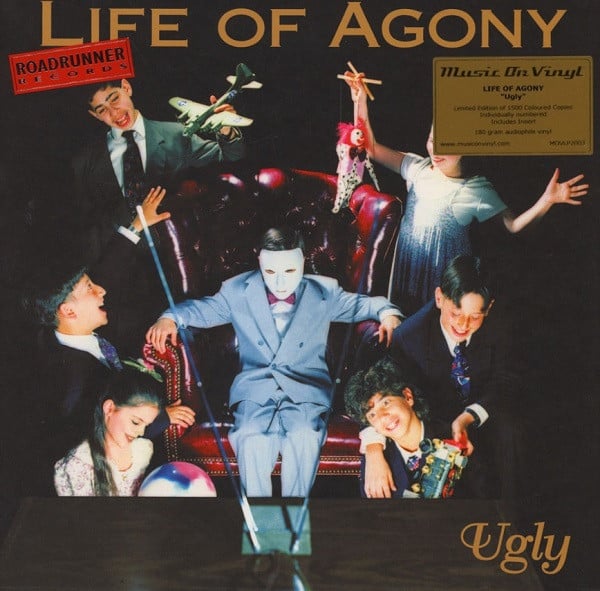 LIFE OF AGONY
ROADRUNNER
RECORDS
Music On Vinyl
LIFE OF AGONY
"Ugly"
Limited Edition of 1500 Coloured Copies
Individually numbered
Includes Insert
180 gram audiophile vinyl
www.musiconvinyl.com MOVLP2003
Ugly